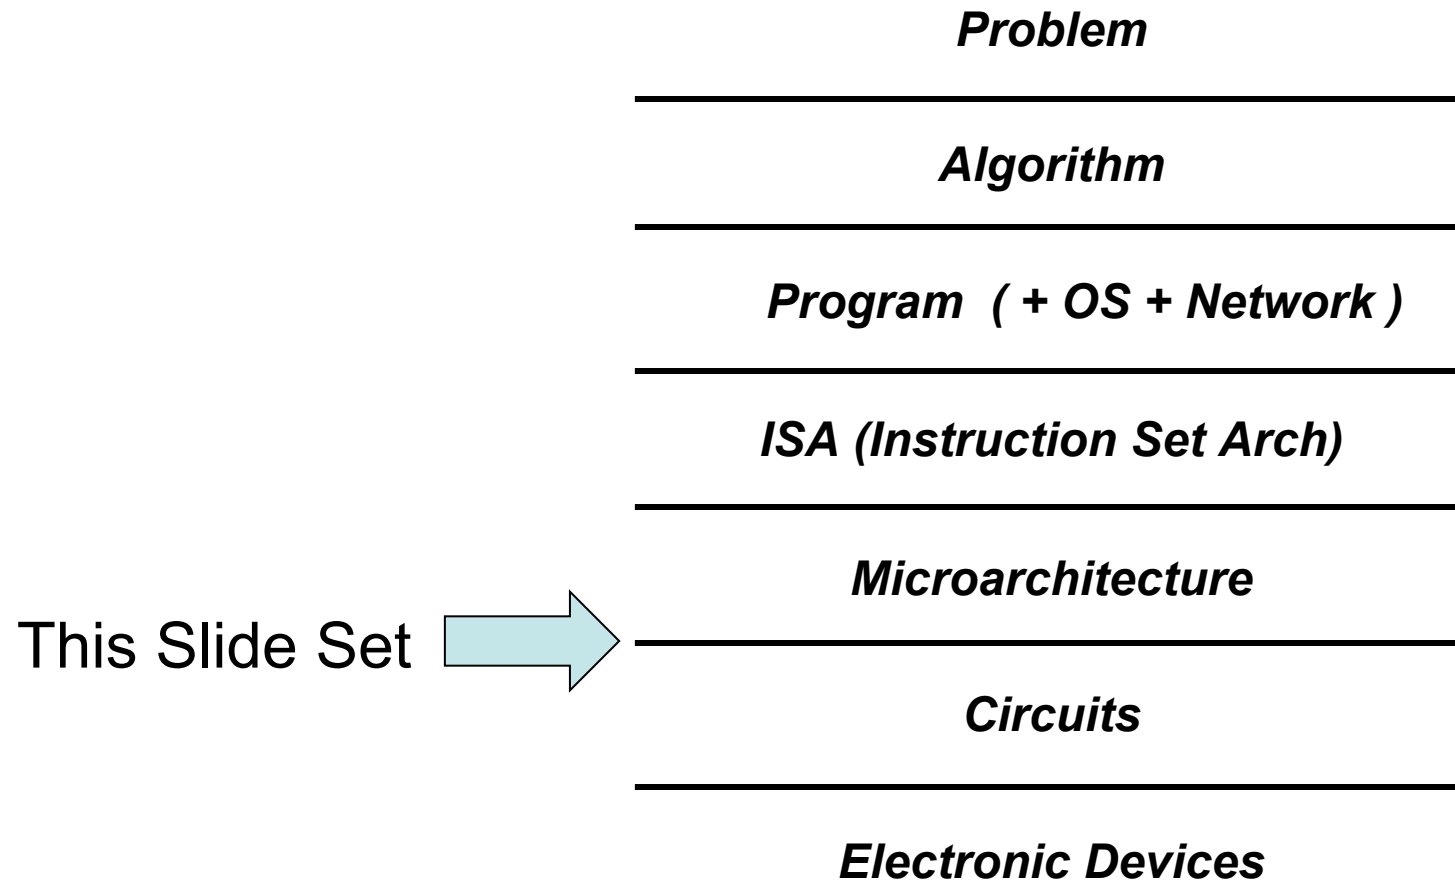 Problem
Algorithm
Program ( + OS + Network )
ISA (Instruction Set Arch)
Microarchitecture
This Slide Set
Circuits
Electronic Devices